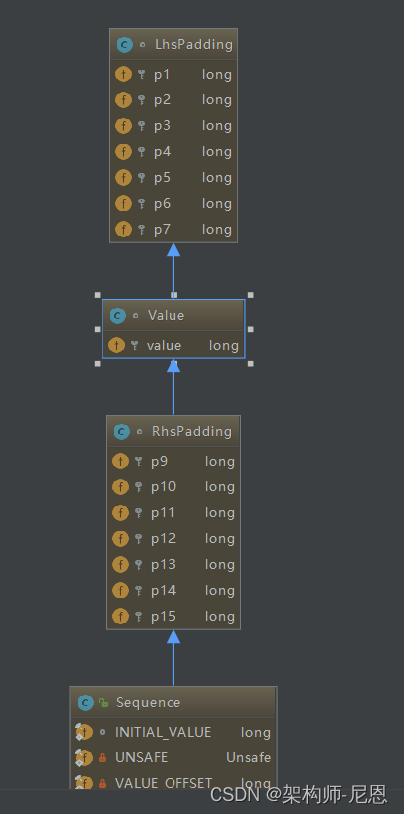 LhsPadding
p1 long
p2 long
p3 long
p4 long
p5 long
p6 long
p7 long
Value
value long
RhsPadding
p9 long
p10 long
p11 long
p12 long
p13 long
p14 long
p15 long
Sequence
INITIAL_VALUE long
UNSAFE Unsafe
VALUE_OFFSET long
CSDN @架构师-尼恩